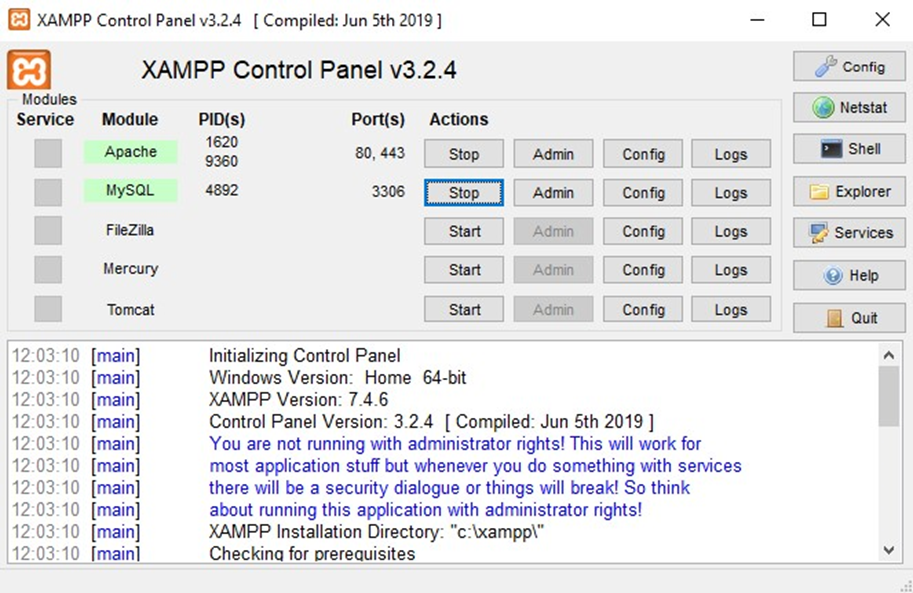 XAMPP Control Panel v3.2.4 [ Compiled: Jun 5th 2019 ]
XAMPP Control Panel v3.2.4
Config
Modules
Service Module PID(s) Port(s) Actions
Netstat
Apache 1620 9360 80, 443 Stop Admin Config Logs
Shell
MySQL 4892 3306 Stop Admin Config Logs
Explorer
FileZilla Start Admin Config Logs
Services
Mercury Start Admin Config Logs
Help
Tomcat Start Admin Config Logs
Quit
12:03:10 [main] Initializing Control Panel
12:03:10 [main] Windows Version: Home 64-bit
12:03:10 [main] XAMPP Version: 7.4.6
12:03:10 [main] Control Panel Version: 3.2.4 [ Compiled: Jun 5th 2019 ]
12:03:10 [main] You are not running with administrator rights! This will work for
12:03:10 [main] most application stuff but whenever you do something with services
12:03:10 [main] there will be a security dialogue or things will break! So think
12:03:10 [main] about running this application with administrator rights!
12:03:10 [main] XAMPP Installation Directory: "c:\xampp\"
12:03:10 [main] Checking for prerequisites